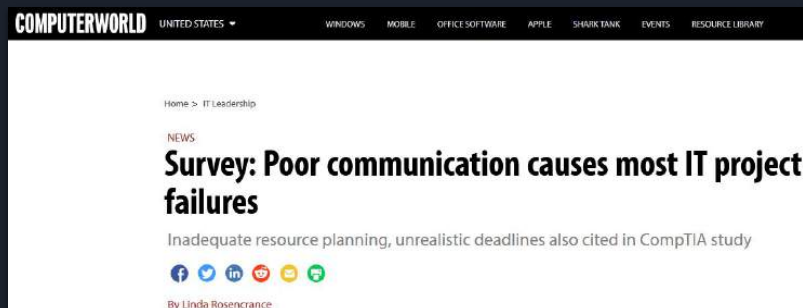 COMPUTERWORLD UNITED STATES WINDOWS MOBILE OFFICE SOFTWARE APPLE SHARK TANK EVENTS RESOURCE LIBRARY
Home > IT Leadership
NEWS
Survey: Poor communication causes most IT project
failures
Inadequate resource planning, unrealistic deadlines also cited in CompTIA study
By Linda Rosencrance